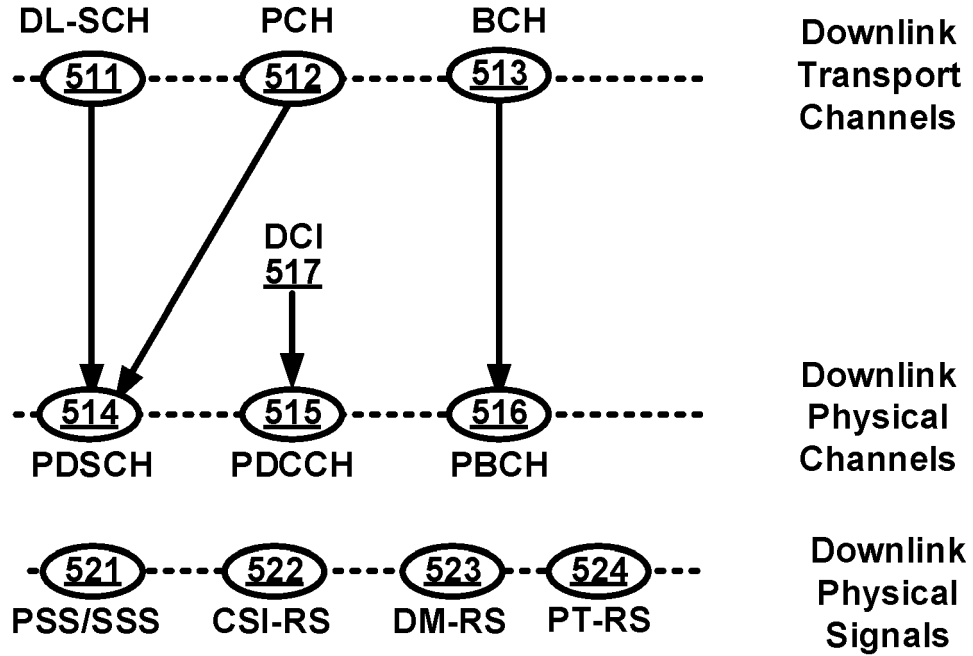 DL-SCH PCH BCH
511 512 513
Downlink
Transport
Channels
DCI
517
514 515 516
PDSCH PDCCH PBCH
Downlink
Physical
Channels
521 522 523 524
PSS/SSS CSI-RS DM-RS PT-RS
Downlink
Physical
Signals